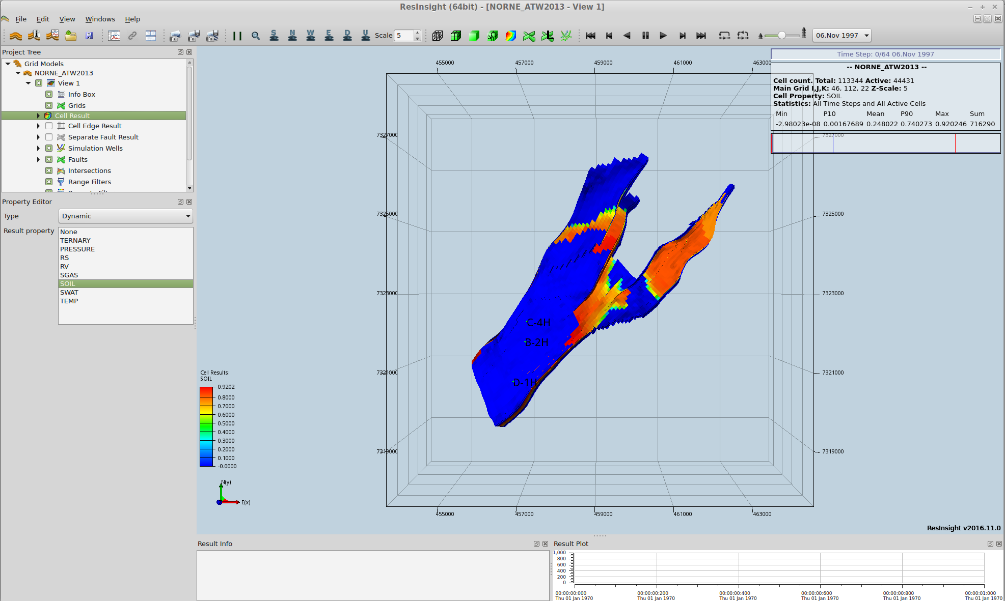 ResInsight (64bit) - [NORNE_ATW2013 - View 1]
File Edit View Windows Help
S N W E D U Scale 5 06.Nov 1997
Project Tree
Grid Models
NORNE_ATW2013
View 1
Info Box
Grids
Cell Result
Cell Edge Result
Separate Fault Result
Simulation Wells
Faults
Intersections
Range Filters
Property Editor
Type Dynamic
Result property
None
TERNARY
PRESSURE
RS
RV
SGAS
SOIL
SWAT
TEMP
Time Step: 0/64 06.Nov 1997
-- NORNE_ATW2013 --
Cell count. Total: 113344 Active: 44431
Main Grid I,J,K: 46, 112, 22 Z-Scale: 5
Cell Property: SOIL
Statistics: All Time Steps and All Active Cells
Min P10 Mean P90 Max Sum
-2.98023e-08 0.00167689 0.248022 0.740273 0.920246 716290
455000 457000 459000 461000 463000
7325000
7323000
7321000
7325000
7323000
7321000
7319000
455000 457000 459000 461000 463000
Cell Results
SOIL
0.9202
0.8000
0.7000
0.6000
0.5000
0.4000
0.3000
0.2000
0.1000
-0.0000
E(x)
ResInsight v2016.11.0
Result Info
Result Plot
1,000
800
600
400
200
0
00:00:00:000 00:00:00:200 00:00:00:400 00:00:00:600 00:00:00:800 00:00:01:000
Thu 01 Jan 1970 Thu 01 Jan 1970 Thu 01 Jan 1970 Thu 01 Jan 1970 Thu 01 Jan 1970 Thu 01 Jan 1970